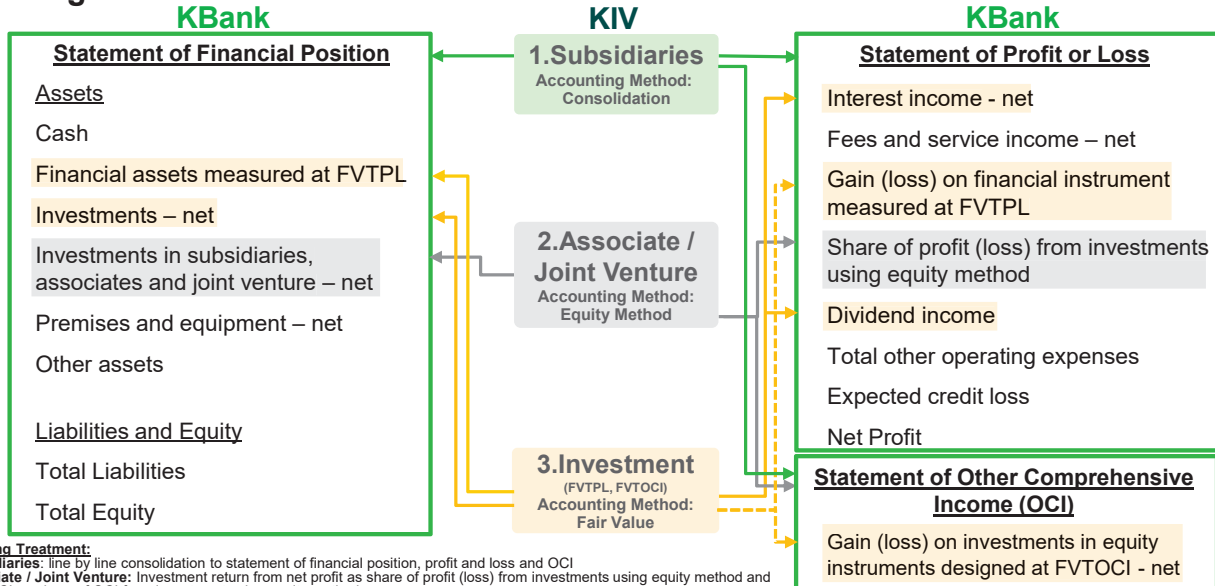 KBank
KIV
KBank
Statement of Financial Position
Assets
Cash
Financial assets measured at FVTPL
Investments – net
Investments in subsidiaries,
associates and joint venture – net
Premises and equipment – net
Other assets
Liabilities and Equity
Total Liabilities
Total Equity
1.Subsidiaries
Accounting Method:
Consolidation
2.Associate /
Joint Venture
Accounting Method:
Equity Method
3.Investment
(FVTPL, FVTOCI)
Accounting Method:
Fair Value
Statement of Profit or Loss
Interest income - net
Fees and service income – net
Gain (loss) on financial instrument
measured at FVTPL
Share of profit (loss) from investments
using equity method
Dividend income
Total other operating expenses
Expected credit loss
Net Profit
Statement of Other Comprehensive
Income (OCI)
Gain (loss) on investments in equity
instruments designed at FVTOCI - net
Treatment:
: line by line consolidation to statement of financial position, profit and loss and OCI
/ Joint Venture: Investment return from net profit as share of profit (loss) from investments using equity method and